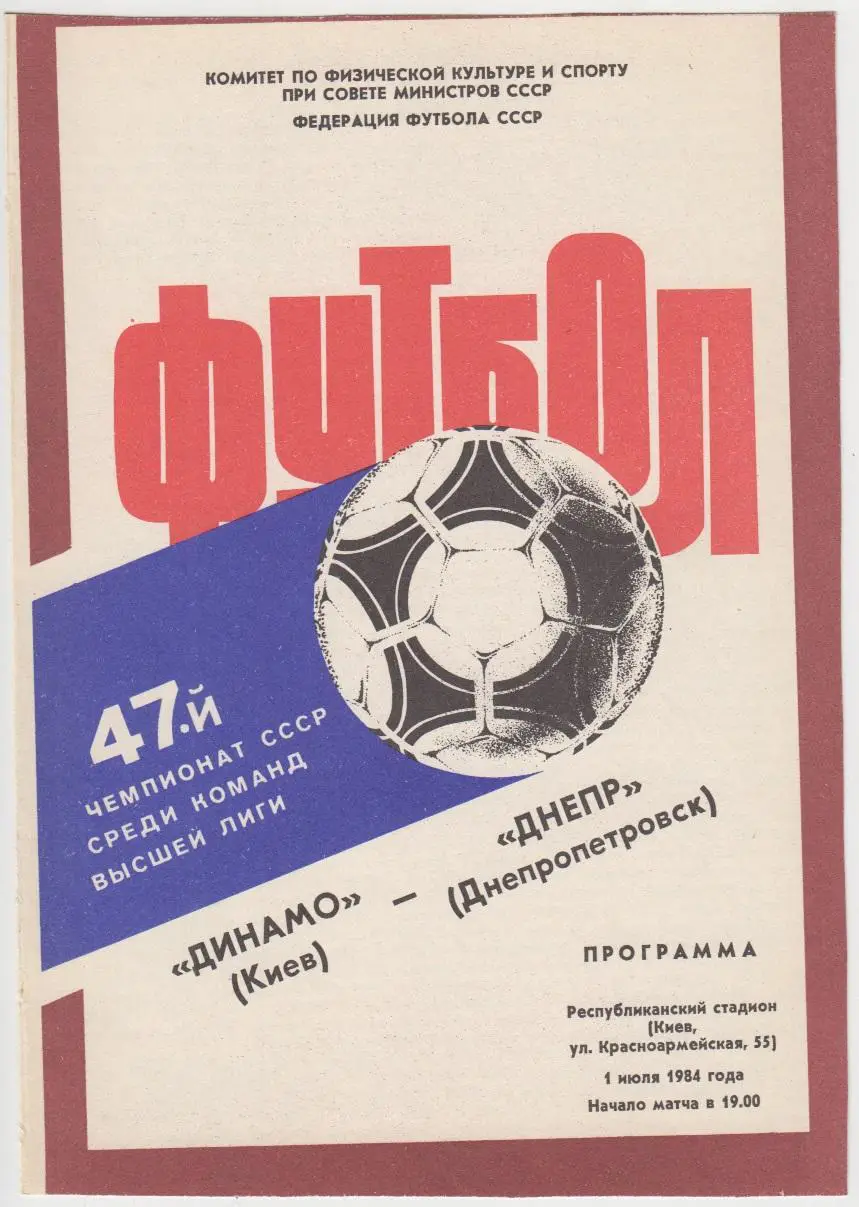 КОМИТЕТ ПО ФИЗИЧЕСКОЙ КУЛЬТУРЕ И СПОРТУ
ПРИ СОВЕТЕ МИНИСТРОВ СССР
ФЕДЕРАЦИЯ ФУТБОЛА СССР
ФУТБОЛ
47-й
ЧЕМПИОНАТ СССР
СРЕДИ КОМАНД
ВЫСШЕЙ ЛИГИ
«ДИНАМО» – «ДНЕПР»
(Киев) (Днепропетровск)
ПРОГРАММА
Республиканский стадион
(Киев,
ул. Красноармейская, 55)
1 июля 1984 года
Начало матча в 19.00